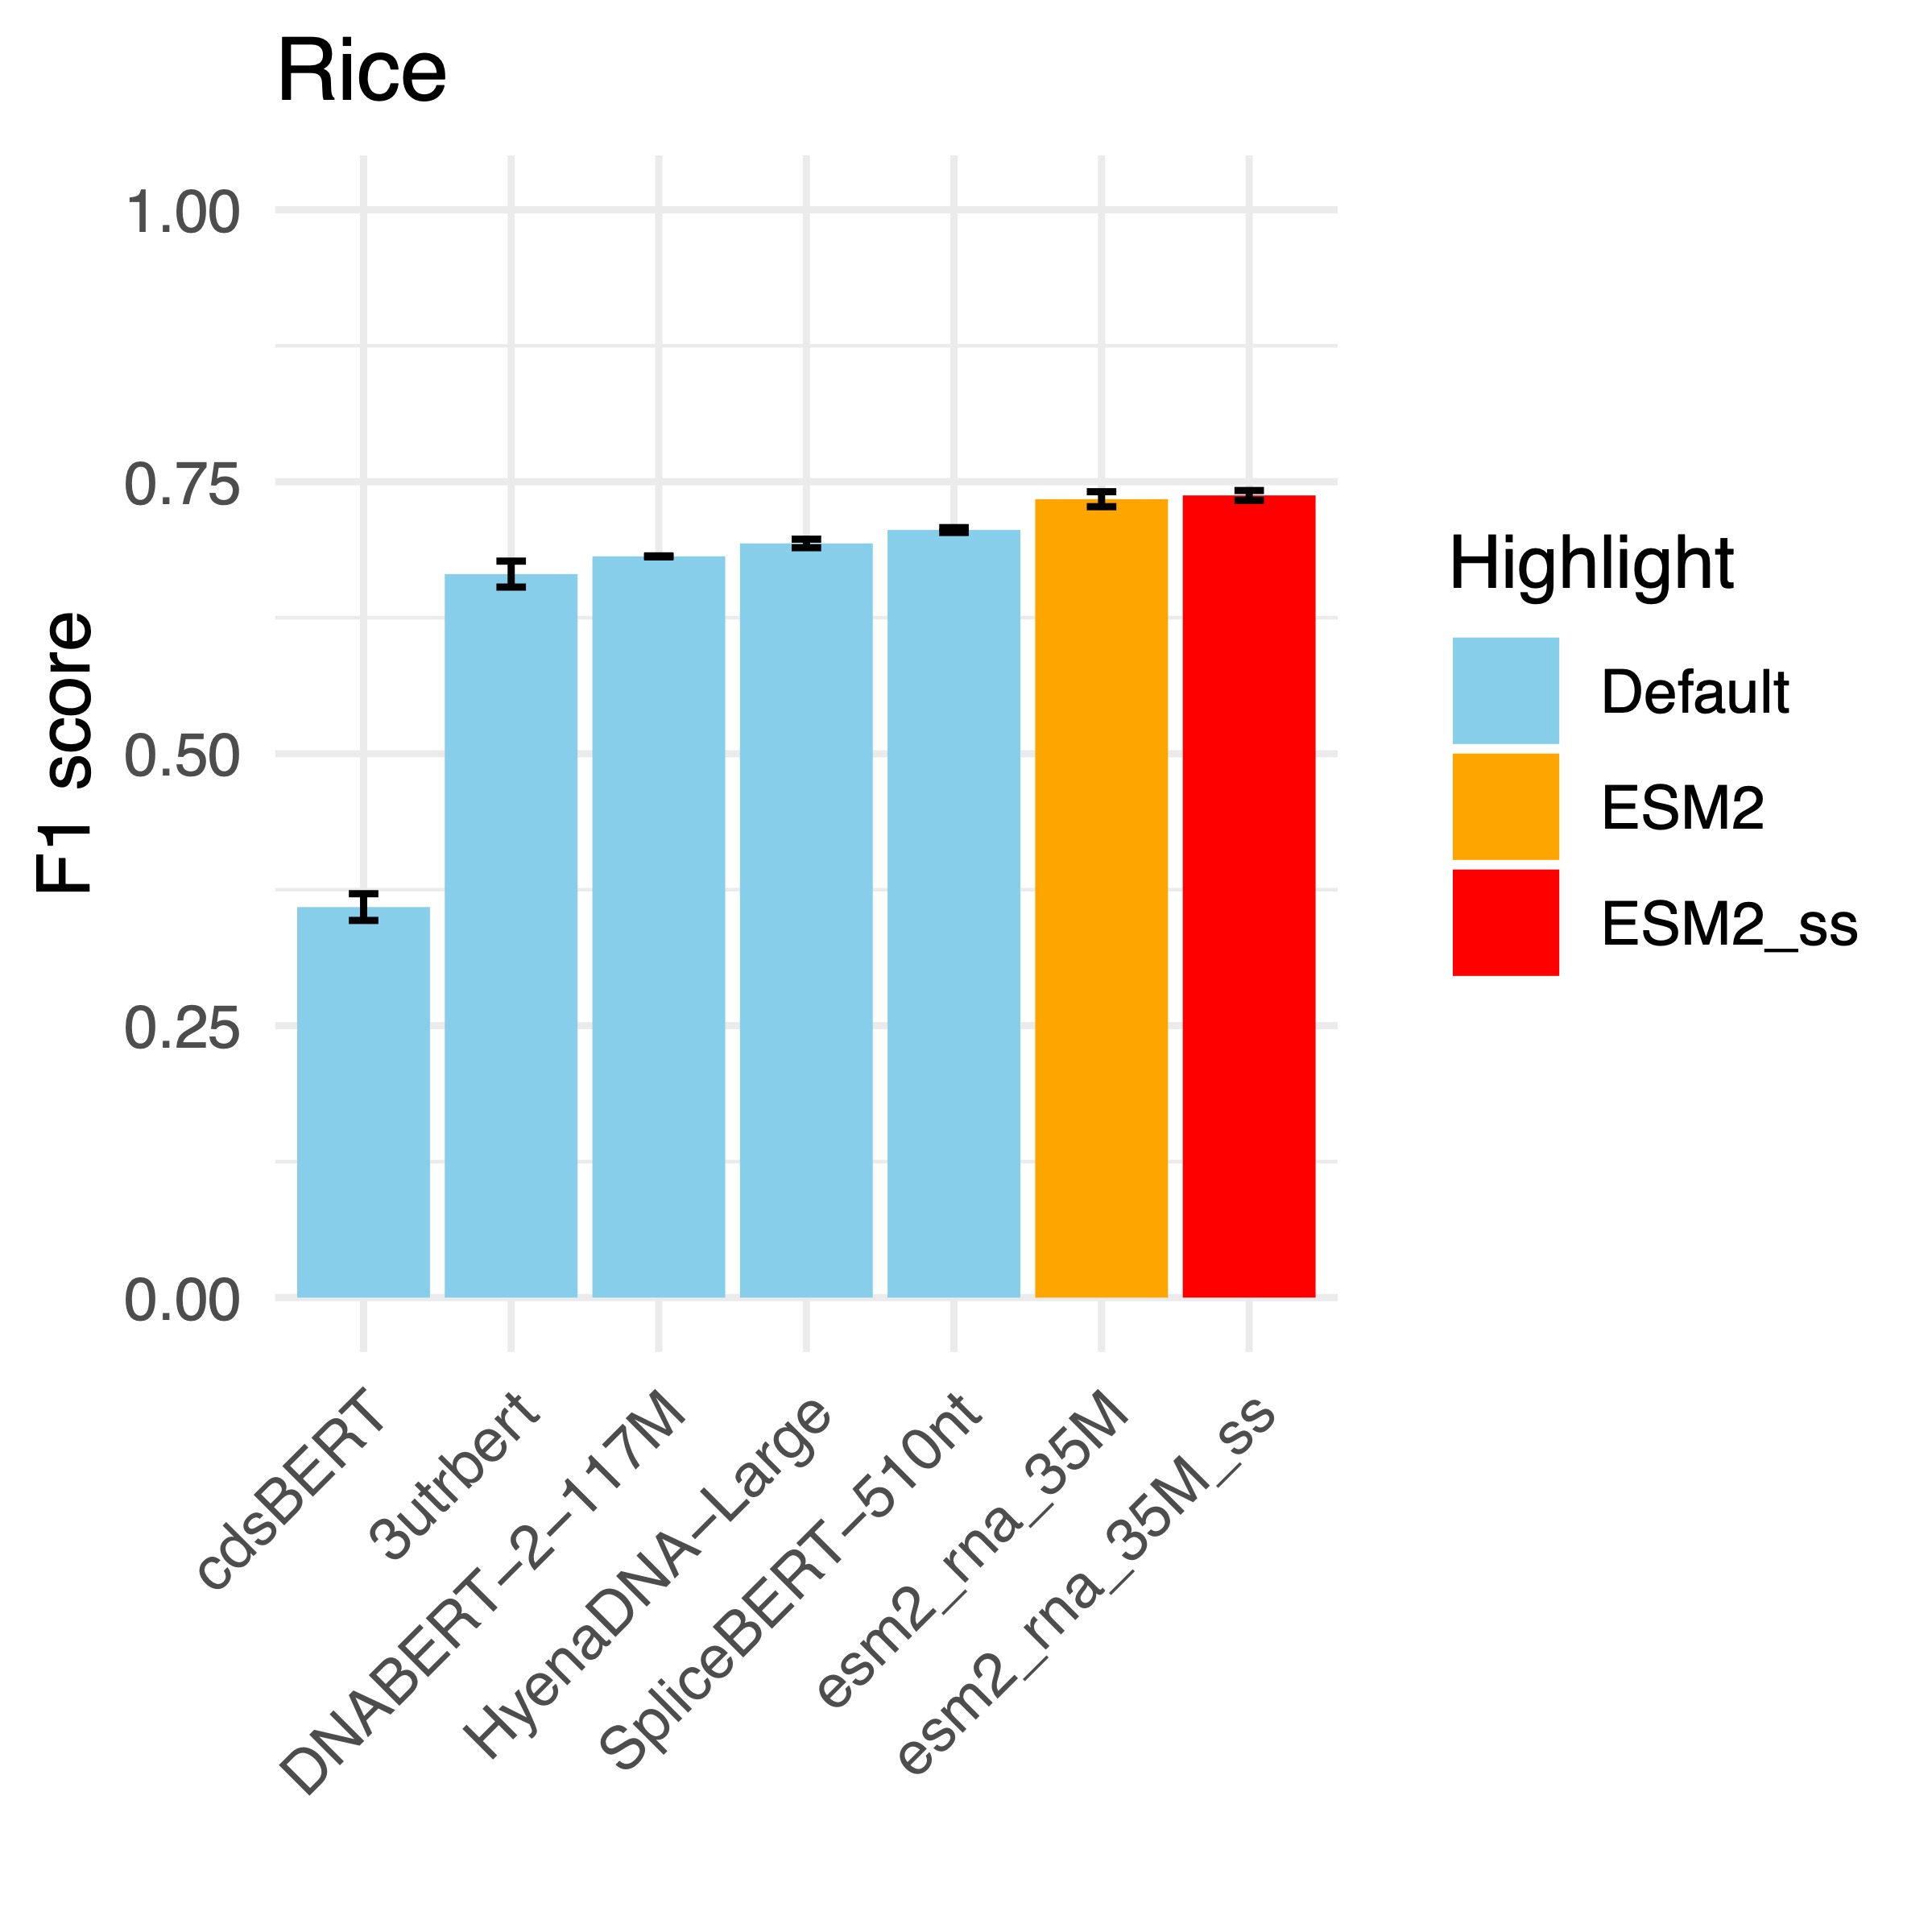 Rice
1.00
0.75
0.50
0.25
0.00
F1 score
cdsBERT
3utrbert
DNABERT−2−117M
HyenaDNA−Large
SpliceBERT−510nt
esm2_rna_35M
esm2_rna_35M_ss
Highlight
Default
ESM2
ESM2_ss